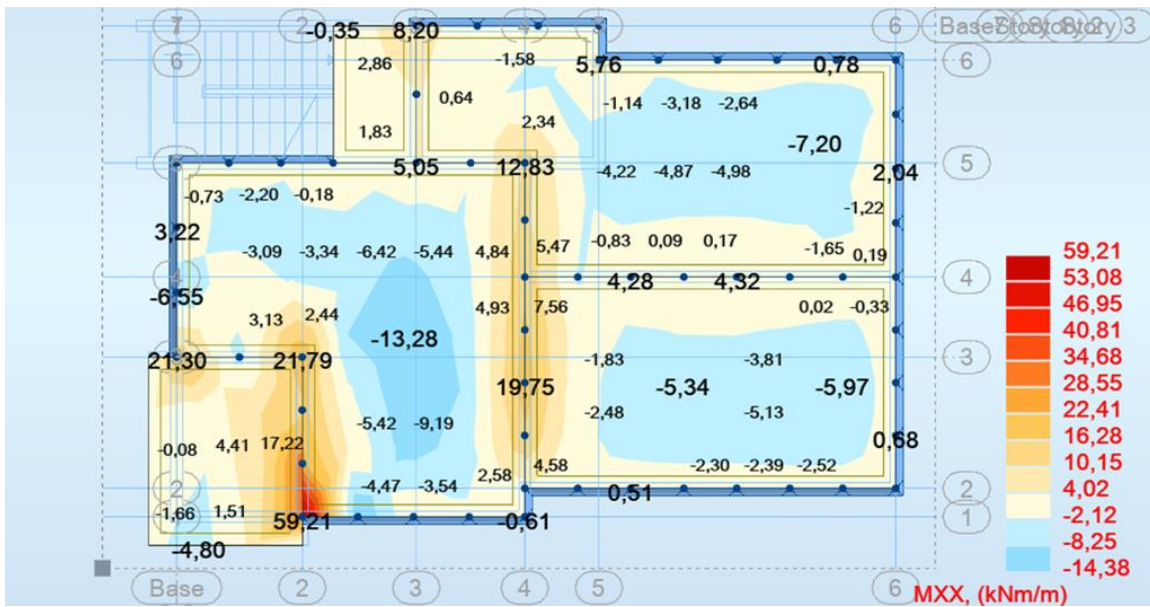 7 2 3 4 5 6 BaseStory Story 2 3
-0,35 8,20
6 -1,58 5,76 0,78 6
2,86
0,64 -1,14 -3,18 -2,64
1,83 2,34 -7,20
5,05 12,83 5
-4,22 -4,87 -4,98 2,04
-0,73 -2,20 -0,18
-1,22
3,22
-3,09 -3,34 -6,42 -5,44 4,84 5,47 -0,83 0,09 0,17 -1,65 0,19
4 4,28 4,32 4
-6,55
3,13 2,44 4,93 7,56 0,02 -0,33
-13,28
21,30 21,79 -1,83 -3,81 3
19,75 -5,34 -5,97
-5,42 -9,19 -2,48 -5,13
-0,08 4,41 17,22 0,68
2,58 4,58 -2,30 -2,39 -2,52
2 -4,47 -3,54 0,51 2
-1,66 1,51 59,21 -0,61 1
-4,80
Base 2 3 4 5 6
59,21
53,08
46,95
40,81
34,68
28,55
22,41
16,28
10,15
4,02
-2,12
-8,25
-14,38
MXX, (kNm/m)